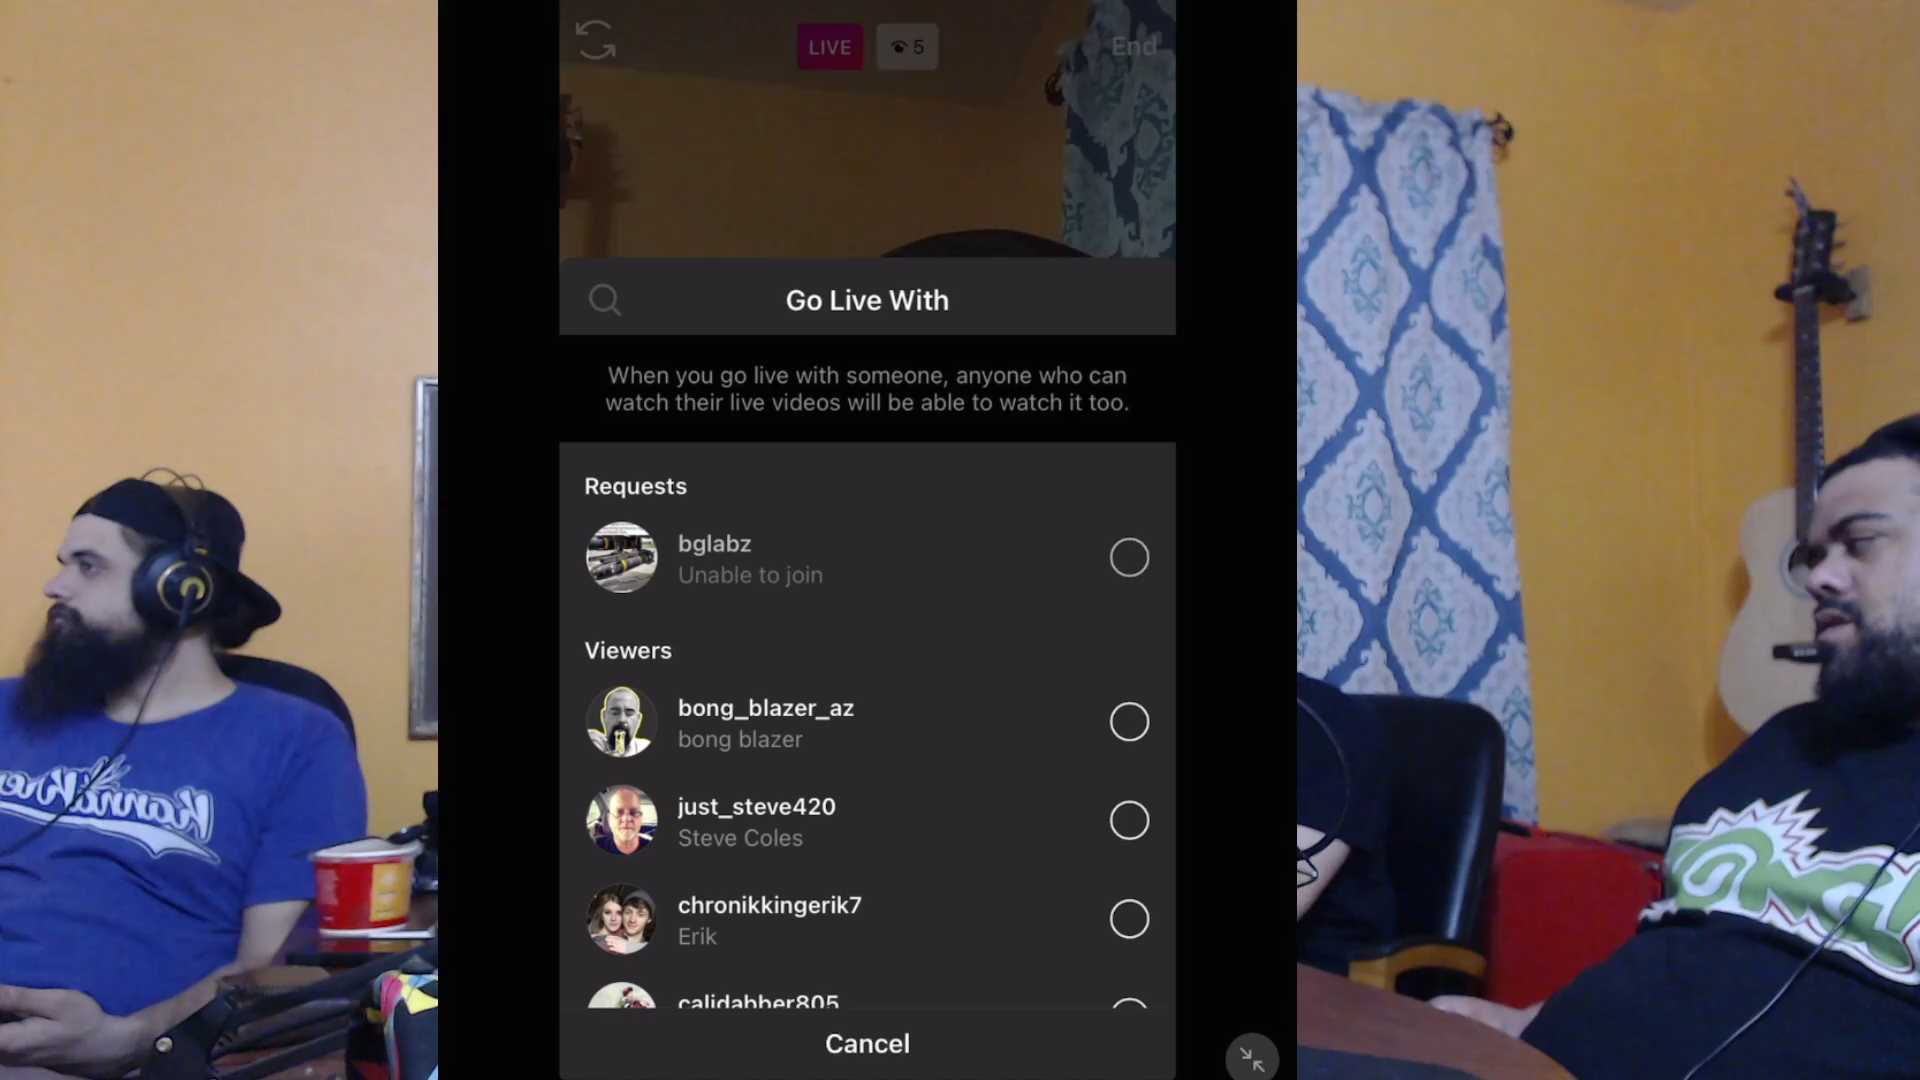 LIVE
5
End
Go Live With
When you go live with someone, anyone who can
watch their live videos will be able to watch it too.
Requests
bglabz
Unable to join
Viewers
bong_blazer_az
bong blazer
just_steve420
Steve Coles
chronikkingerik7
Erik
calidabber805
Cancel